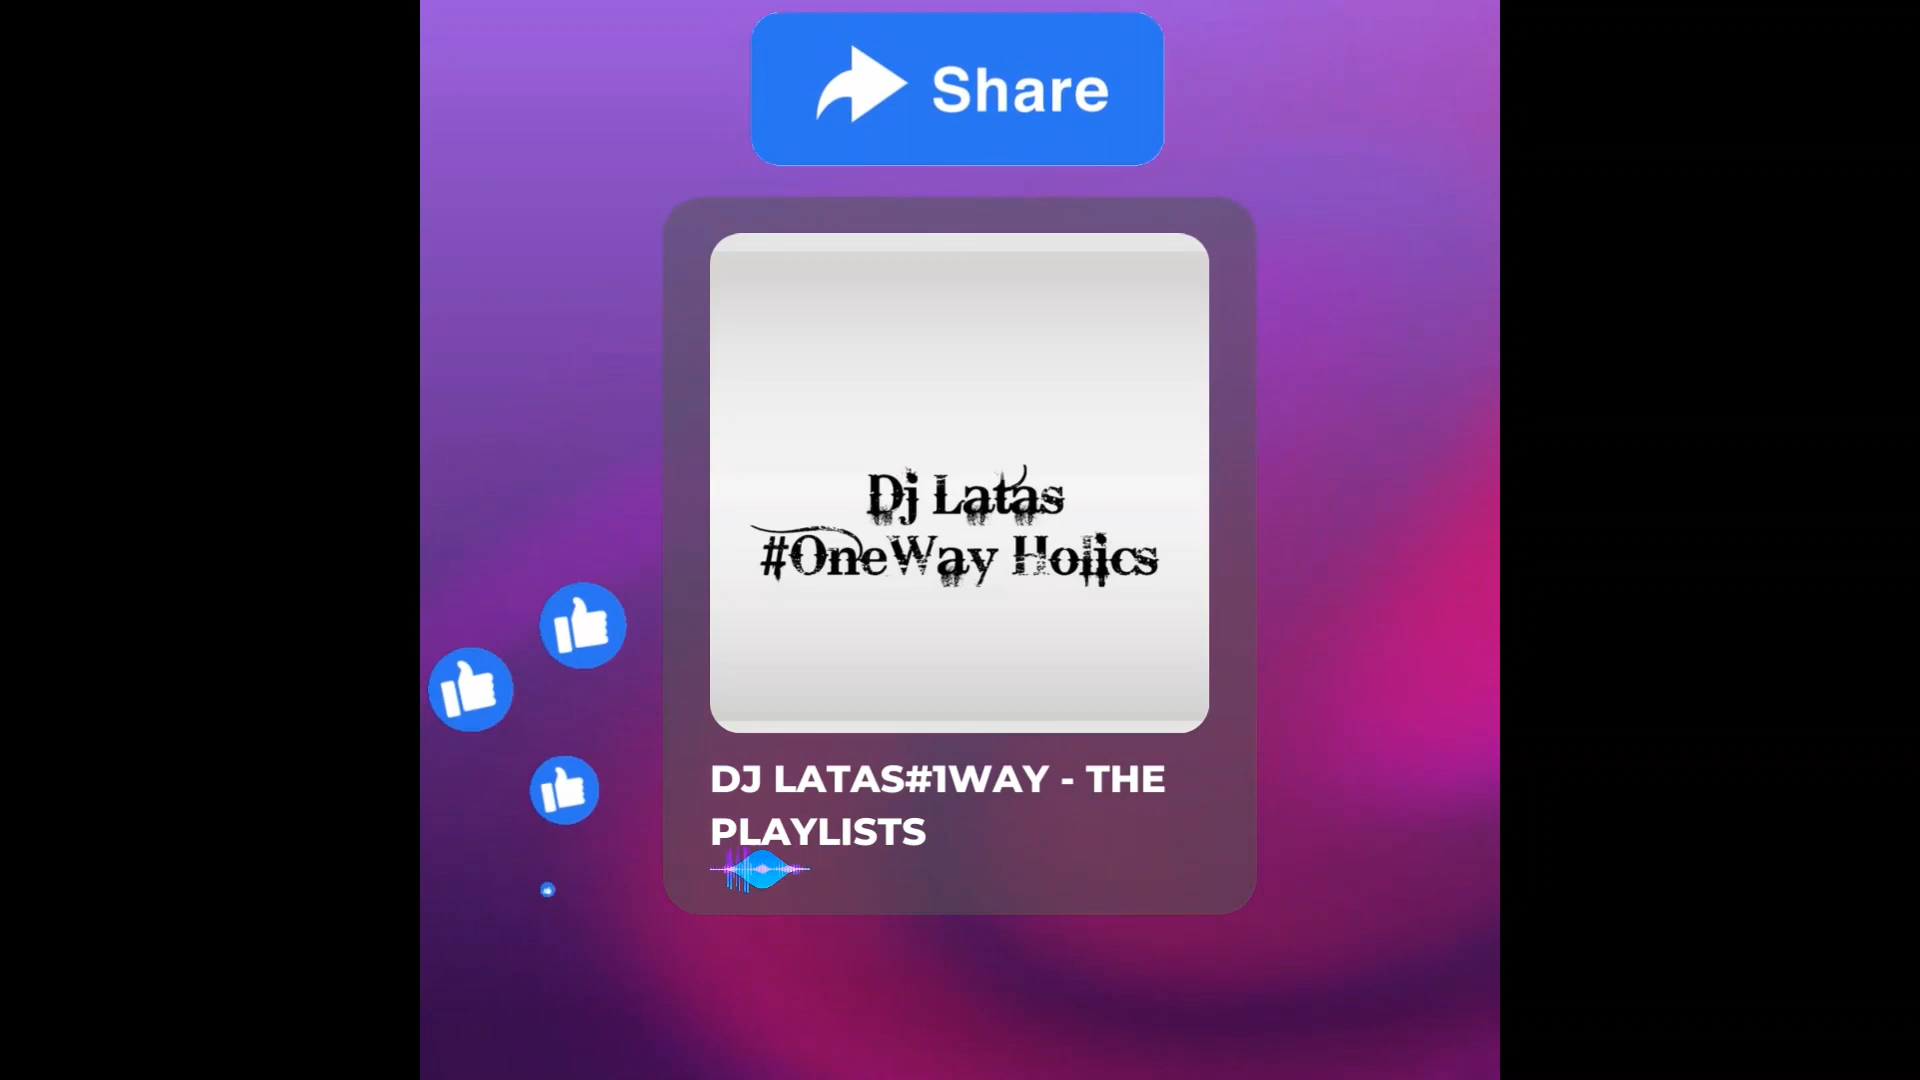 Share
Dj Latas
#OneWay Holics
DJ LATAS#1WAY - THE
PLAYLISTS